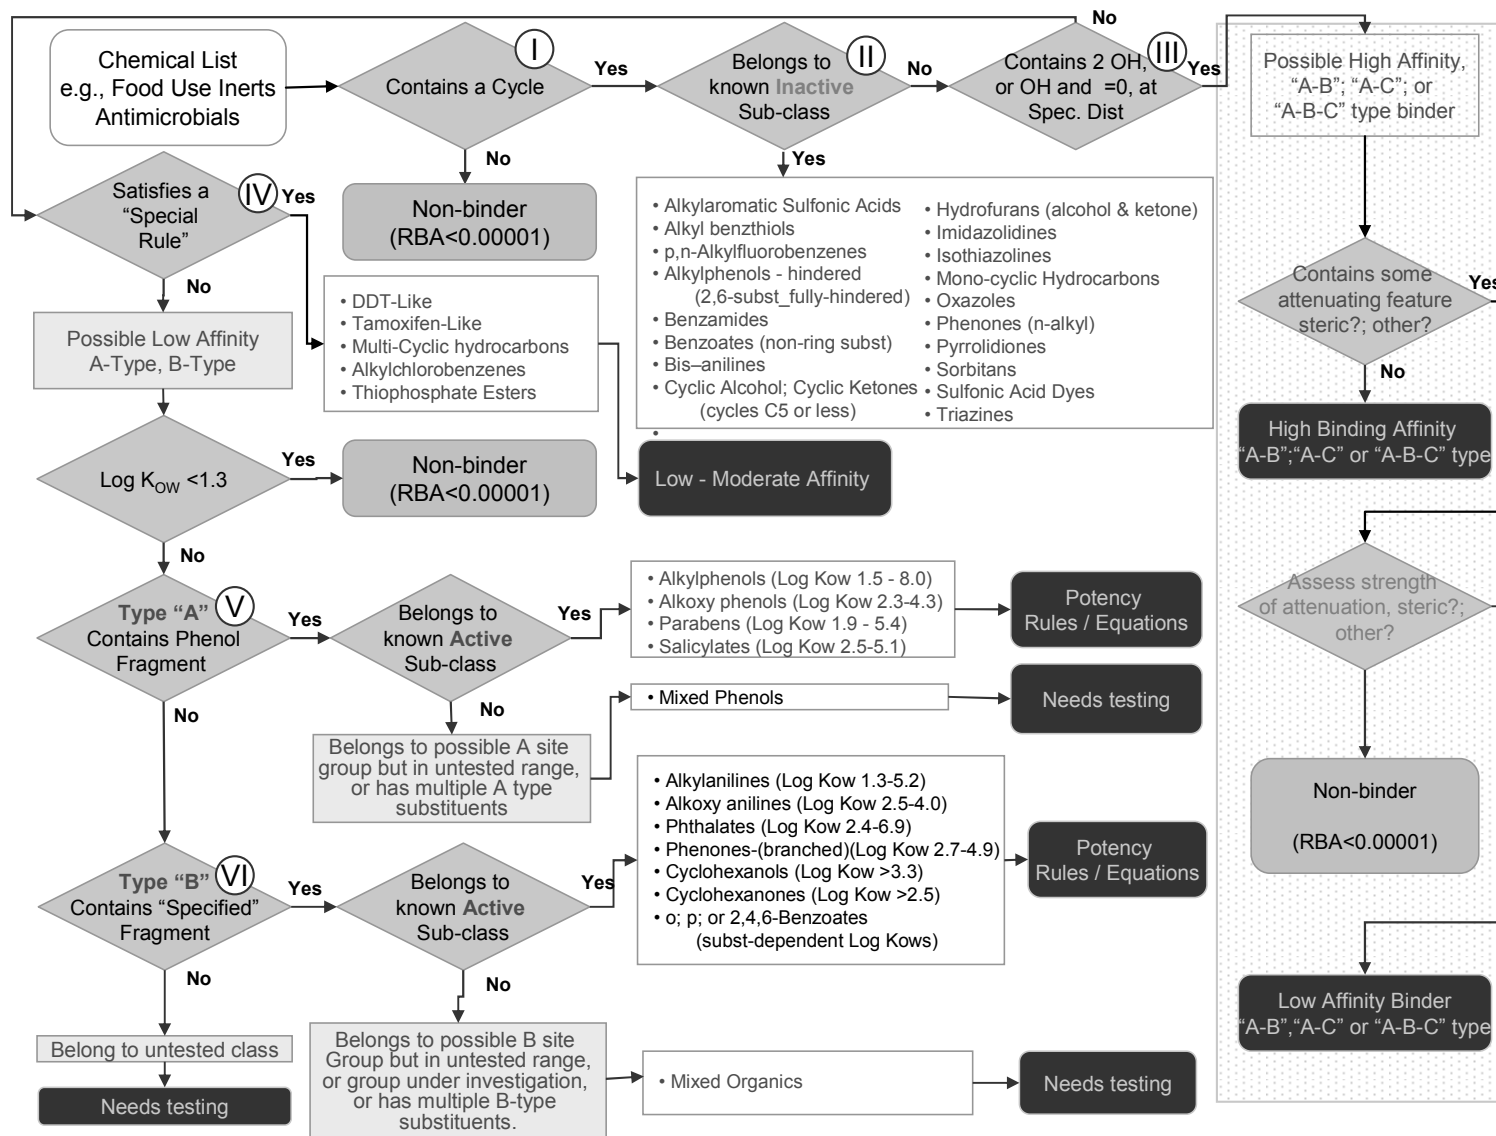 No
Chemical List
e.g., Food Use Inerts
Antimicrobials
I
Contains a Cycle
Yes
No
II
Belongs to
known Inactive
Sub-class
No
Yes
III
Contains 2 OH,
or OH and =0, at
Spec. Dist
Yes
Possible High Affinity,
“A-B”; “A-C”; or
“A-B-C” type binder
Satisfies a
“Special
Rule”
IV
Yes
No
Non-binder
(RBA<0.00001)
• Alkylaromatic Sulfonic Acids
• Alkyl benzthiols
• p,n-Alkylfluorobenzenes
• Alkylphenols - hindered
(2,6-subst_fully-hindered)
• Benzamides
• Benzoates (non-ring subst)
• Bis–anilines
• Cyclic Alcohol; Cyclic Ketones
(cycles C5 or less)
•
• Hydrofurans (alcohol & ketone)
• Imidazolidines
• Isothiazolines
• Mono-cyclic Hydrocarbons
• Oxazoles
• Phenones (n-alkyl)
• Pyrrolidiones
• Sorbitans
• Sulfonic Acid Dyes
• Triazines
Contains some
attenuating feature
steric?; other?
Yes
No
Possible Low Affinity
A-Type, B-Type
• DDT-Like
• Tamoxifen-Like
• Multi-Cyclic hydrocarbons
• Alkylchlorobenzenes
• Thiophosphate Esters
High Binding Affinity
“A-B”;“A-C” or “A-B-C” type
Log KOW <1.3
Yes
No
Non-binder
(RBA<0.00001)
Low - Moderate Affinity
Assess strength
of attenuation, steric?;
other?
Type “A”
Contains Phenol
Fragment
V
Yes
No
Belongs to
known Active
Sub-class
Yes
No
• Alkylphenols (Log Kow 1.5 - 8.0)
• Alkoxy phenols (Log Kow 2.3-4.3)
• Parabens (Log Kow 1.9 - 5.4)
• Salicylates (Log Kow 2.5-5.1)
Potency
Rules / Equations
• Mixed Phenols
Needs testing
Belongs to possible A site
group but in untested range,
or has multiple A type
substituents
• Alkylanilines (Log Kow 1.3-5.2)
• Alkoxy anilines (Log Kow 2.5-4.0)
• Phthalates (Log Kow 2.4-6.9)
• Phenones-(branched)(Log Kow 2.7-4.9)
• Cyclohexanols (Log Kow >3.3)
• Cyclohexanones (Log Kow >2.5)
• o; p; or 2,4,6-Benzoates
(subst-dependent Log Kows)
Potency
Rules / Equations
Non-binder
(RBA<0.00001)
Type “B”
Contains “Specified”
Fragment
VI
Yes
No
Belongs to
known Active
Sub-class
Yes
No
Low Affinity Binder
“A-B”,“A-C” or “A-B-C” type
Belong to untested class
Needs testing
Belongs to possible B site
Group but in untested range,
or group under investigation,
or has multiple B-type
substituents.
• Mixed Organics
Needs testing